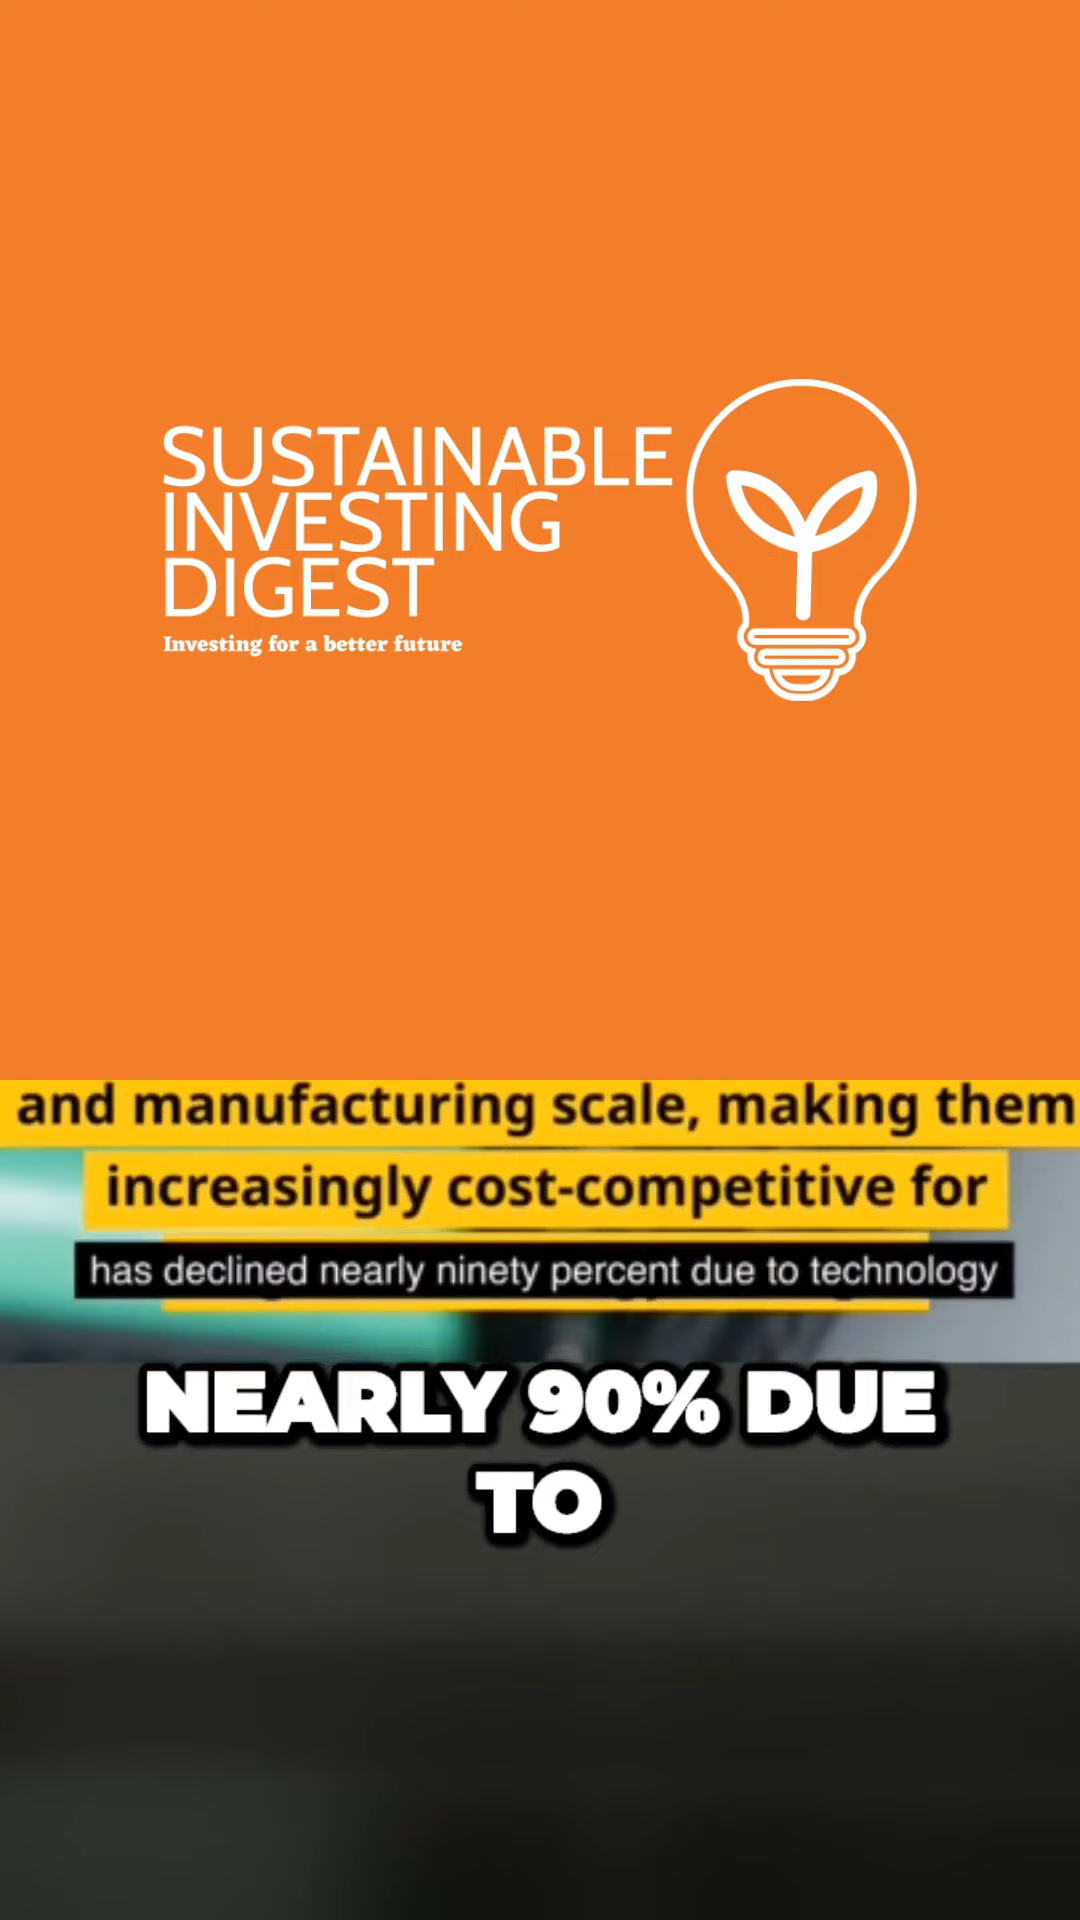 SUSTAINABLE
INVESTING
DIGEST
Investing for a better future
and manufacturing scale, making them
increasingly cost-competitive for
has declined nearly ninety percent due to technology
NEARLY 90% DUE
TO